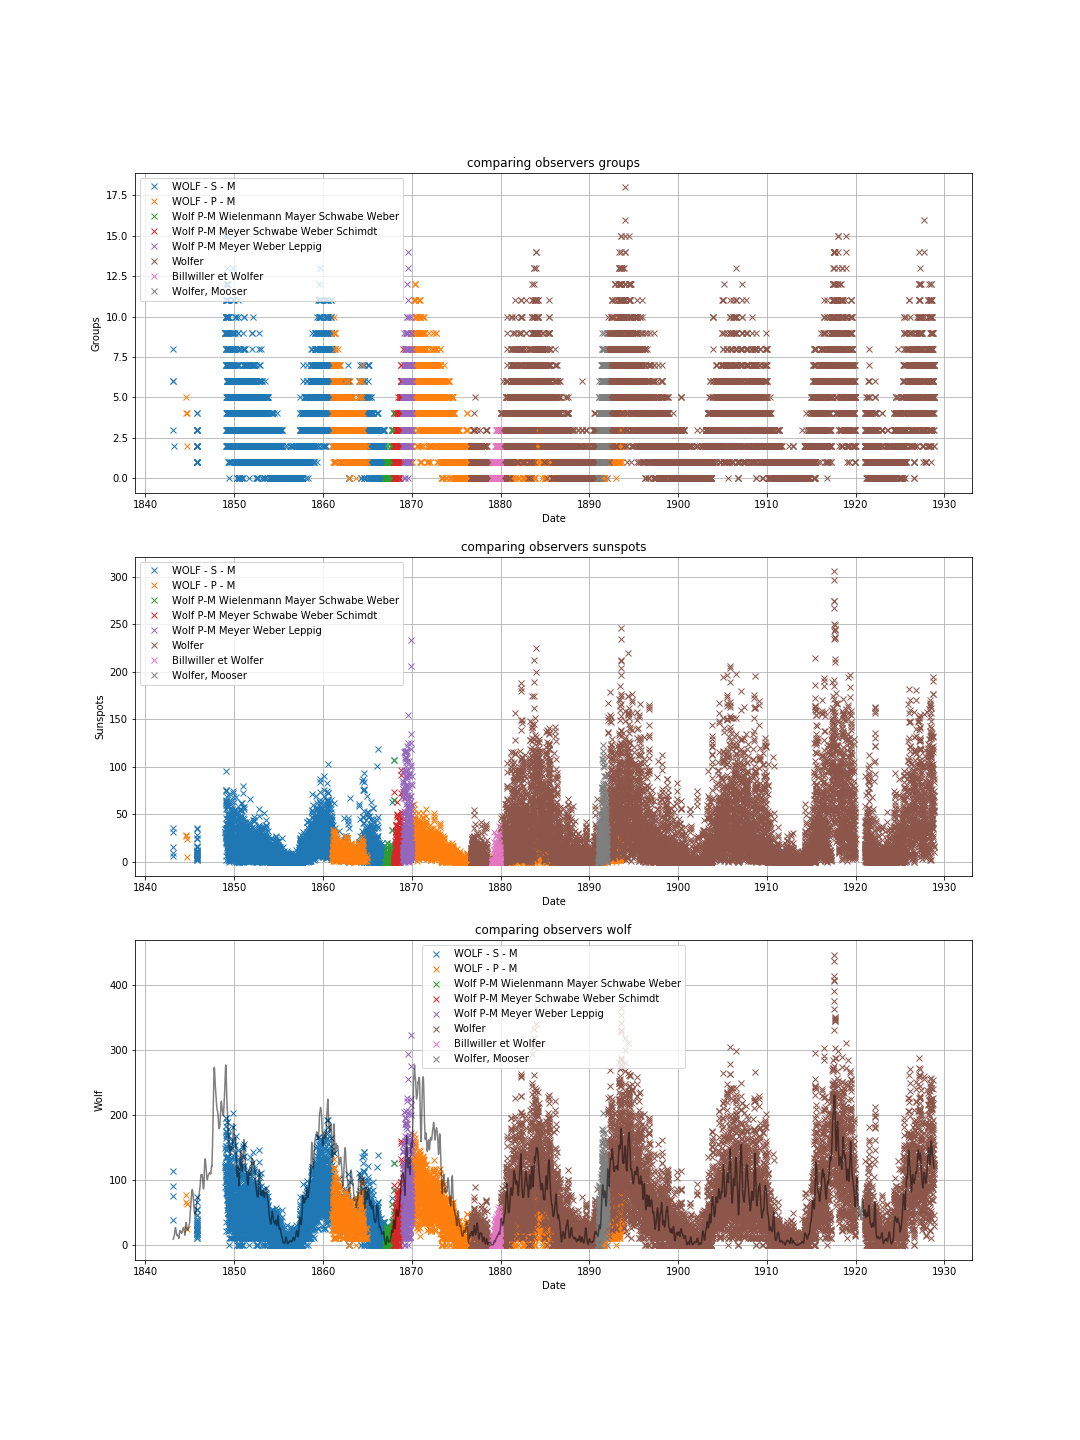 comparing observers groups
17.5
15.0
12.5
10.0
7.5
5.0
2.5
0.0
Groups
WOLF - S - M
WOLF - P - M
Wolf P-M Wielenmann Mayer Schwabe Weber
Wolf P-M Meyer Schwabe Weber Schimdt
Wolf P-M Meyer Weber Leppig
Wolfer
Billwiller et Wolfer
Wolfer, Mooser
1840 1850 1860 1870 1880 1890 1900 1910 1920 1930
Date
comparing observers sunspots
300
250
200
150
100
50
0
Sunspots
WOLF - S - M
WOLF - P - M
Wolf P-M Wielenmann Mayer Schwabe Weber
Wolf P-M Meyer Schwabe Weber Schimdt
Wolf P-M Meyer Weber Leppig
Wolfer
Billwiller et Wolfer
Wolfer, Mooser
1840 1850 1860 1870 1880 1890 1900 1910 1920 1930
Date
comparing observers wolf
400
300
200
100
0
Wolf
WOLF - S - M
WOLF - P - M
Wolf P-M Wielenmann Mayer Schwabe Weber
Wolf P-M Meyer Schwabe Weber Schimdt
Wolf P-M Meyer Weber Leppig
Wolfer
Billwiller et Wolfer
Wolfer, Mooser
1840 1850 1860 1870 1880 1890 1900 1910 1920 1930
Date